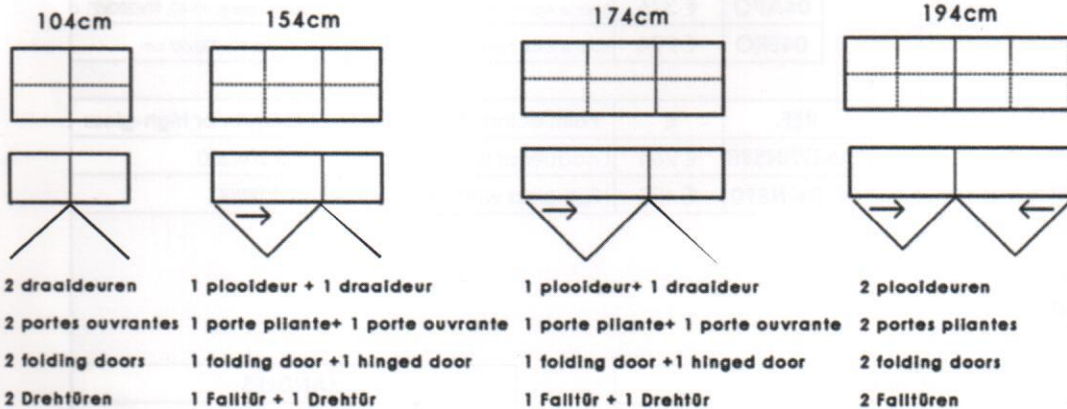 104cm 154cm 174cm 194cm
2 draaideuren 1 plooideur + 1 draaideur 1 plooideur+ 1 draaideur 2 plooideuren
2 portes ouvrantes 1 porte pliante+ 1 porte ouvrante 1 porte pliante+ 1 porte ouvrante 2 portes pliantes
2 folding doors 1 folding door +1 hinged door 1 folding door +1 hinged door 2 folding doors
2 Drehtüren 1 Falltür + 1 Drehtür 1 Falltür + 1 Drehtür 2 Falltüren